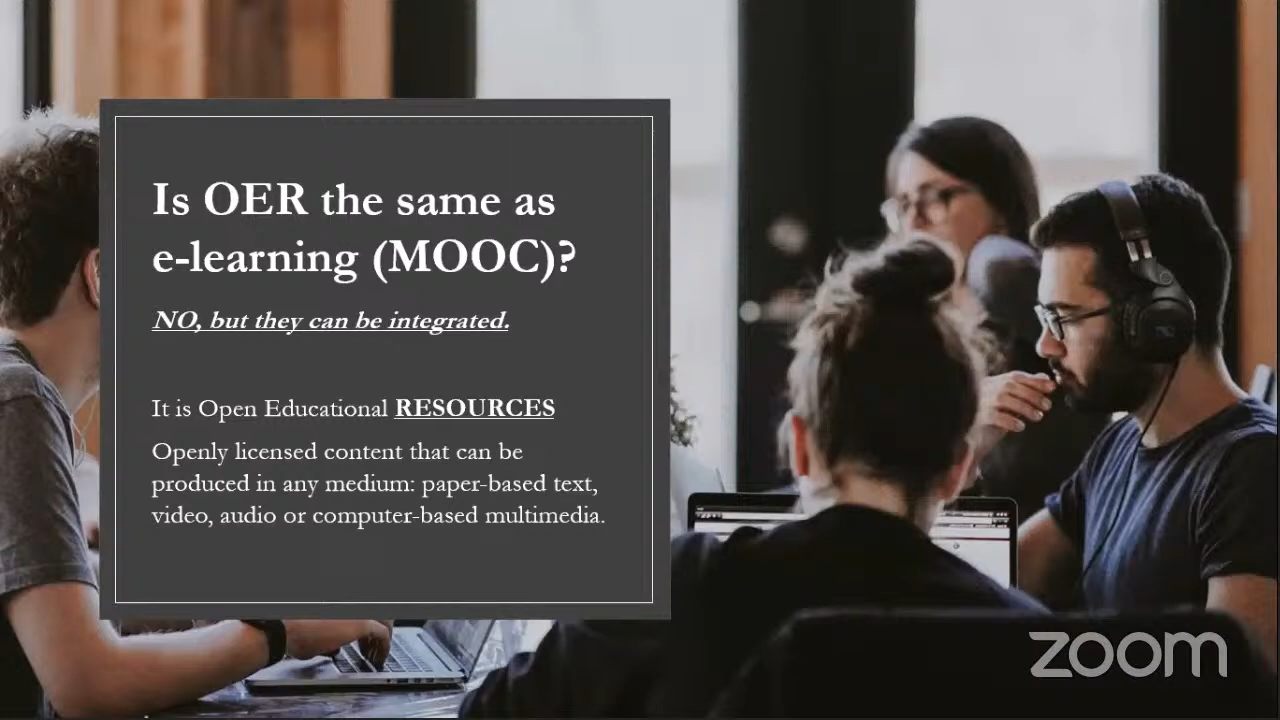 Is OER the same as
e-learning (MOOC)?
NO, but they can be integrated.
It is Open Educational RESOURCES
Openly licensed content that can be
produced in any medium: paper-based text,
video, audio or computer-based multimedia.
zoom